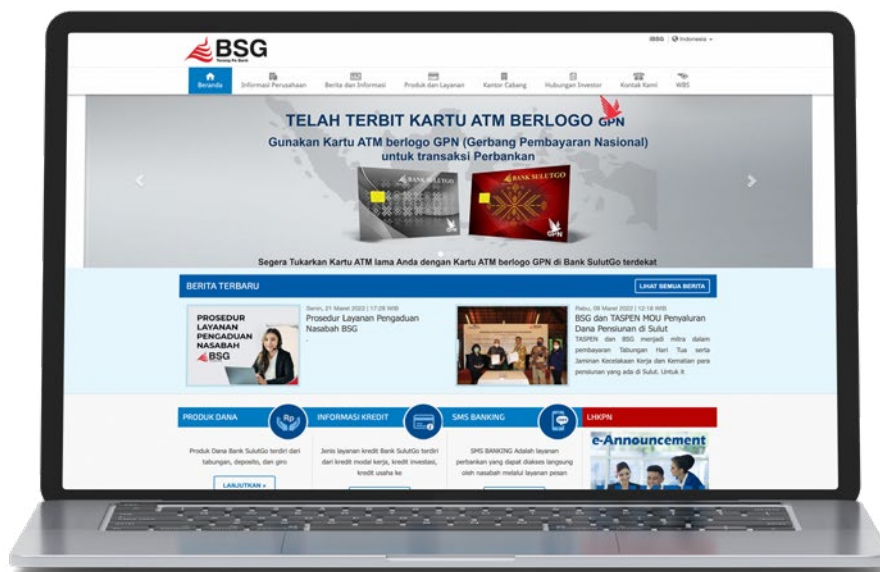 BSG
Torang Pe Bank
iBSG
Indonesia
Beranda
Informasi Perusahaan
Berita dan Informasi
Produk dan Layanan
Kantor Cabang
Hubungan Investor
Kontak Kami
WBS
TELAH TERBIT KARTU ATM BERLOGO GPN
Gunakan Kartu ATM berlogo GPN (Gerbang Pembayaran Nasional)
untuk transaksi Perbankan
BANK SULUTGO
GPN
BANK SULUTGO
GPN
Segera Tukarkan Kartu ATM lama Anda dengan Kartu ATM berlogo GPN di Bank SulutGo terdekat
BERITA TERBARU
LIHAT SEMUA BERITA
PROSEDUR
LAYANAN
PENGADUAN
NASABAH
BSG
Senin, 21 Maret 2022 | 17:28 WIB
Prosedur Layanan Pengaduan
Nasabah BSG
.
Rabu, 09 Maret 2022 | 12:18 WIB
BSG dan TASPEN MOU Penyaluran
Dana Pensiunan di Sulut
TASPEN dan BSG menjadi mitra dalam
pembayaran Tabungan Hari Tua serta
Jaminan Kecelakaan Kerja dan Kematian para
pensiunan yang ada di Sulut. Untuk it
PRODUK DANA
Rp
Produk Dana Bank SulutGo terdiri dari
tabungan, deposito, dan giro
LANJUTKAN »
INFORMASI KREDIT
Jenis layanan kredit Bank SulutGo terdiri
dari kredit modal kerja, kredit investasi,
kredit usaha ke
SMS BANKING
SMS BANKING Adalah layanan
perbankan yang dapat diakses langsung
oleh nasabah melalui layanan pesan
LHKPN
e-Announcement